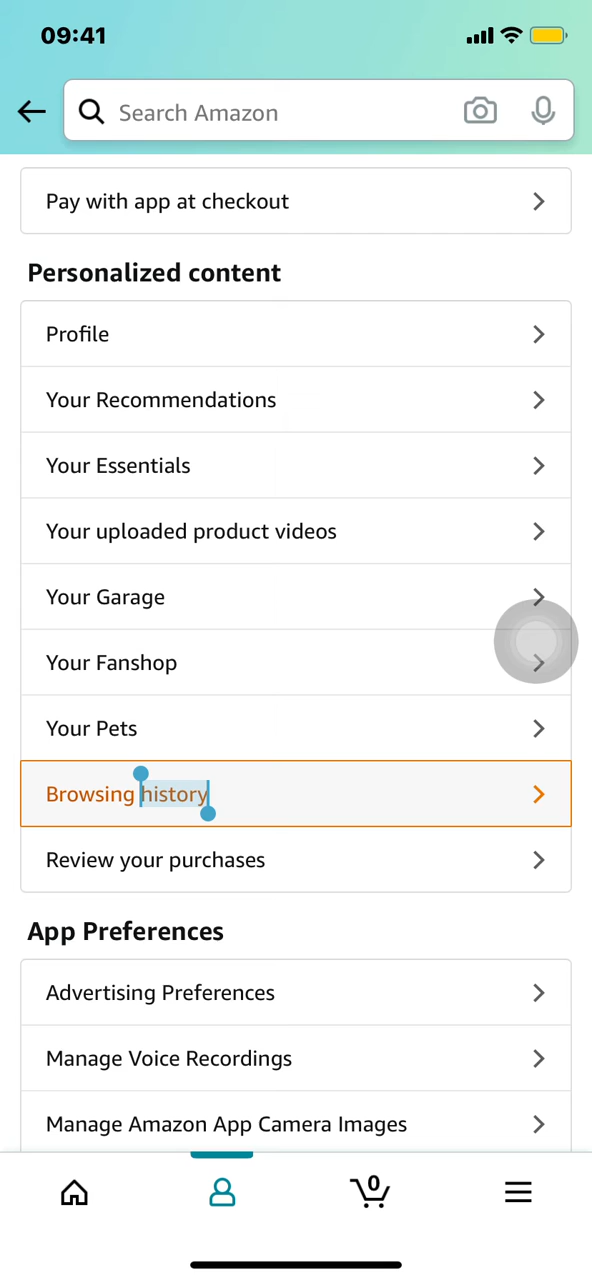 09:41
Search Amazon
Pay with app at checkout
Personalized content
Profile
Your Recommendations
Your Essentials
Your uploaded product videos
Your Garage
Your Fanshop
Your Pets
Browsing history
Review your purchases
App Preferences
Advertising Preferences
Manage Voice Recordings
Manage Amazon App Camera Images
0